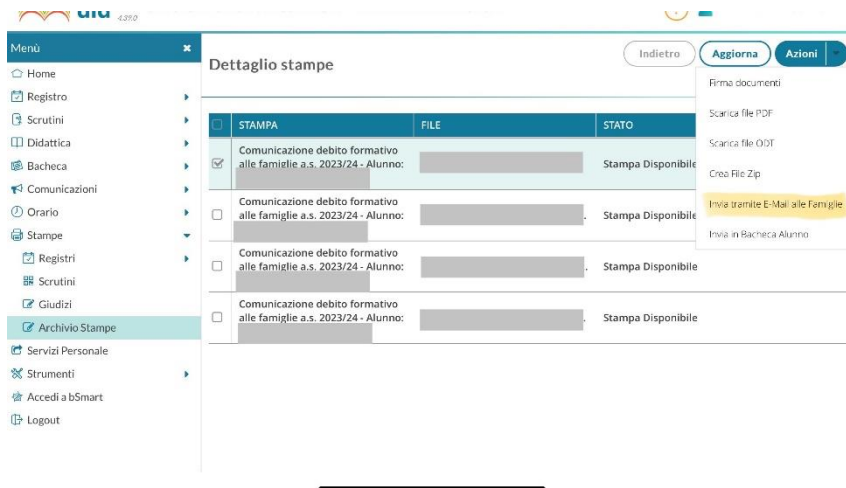 4.39.0
Menù
Home
Registro
Scrutini
Didattica
Bacheca
Comunicazioni
Orario
Stampe
Registri
Scrutini
Giudizi
Archivio Stampe
Servizi Personale
Strumenti
Accedi a bSmart
Logout
Dettaglio stampe
Indietro
Aggiorna
Azioni
Firma documenti
Scarica file PDF
Scarica file ODT
Crea File Zip
Invia tramite E-Mail alle Famiglie
Invia in Bacheca Alunno
STAMPA FILE STATO
Comunicazione debito formativo
alle famiglie a.s. 2023/24 - Alunno: Stampa Disponibile
Comunicazione debito formativo
alle famiglie a.s. 2023/24 - Alunno: . Stampa Disponibile
Comunicazione debito formativo
alle famiglie a.s. 2023/24 - Alunno: . Stampa Disponibile
Comunicazione debito formativo
alle famiglie a.s. 2023/24 - Alunno: . Stampa Disponibile